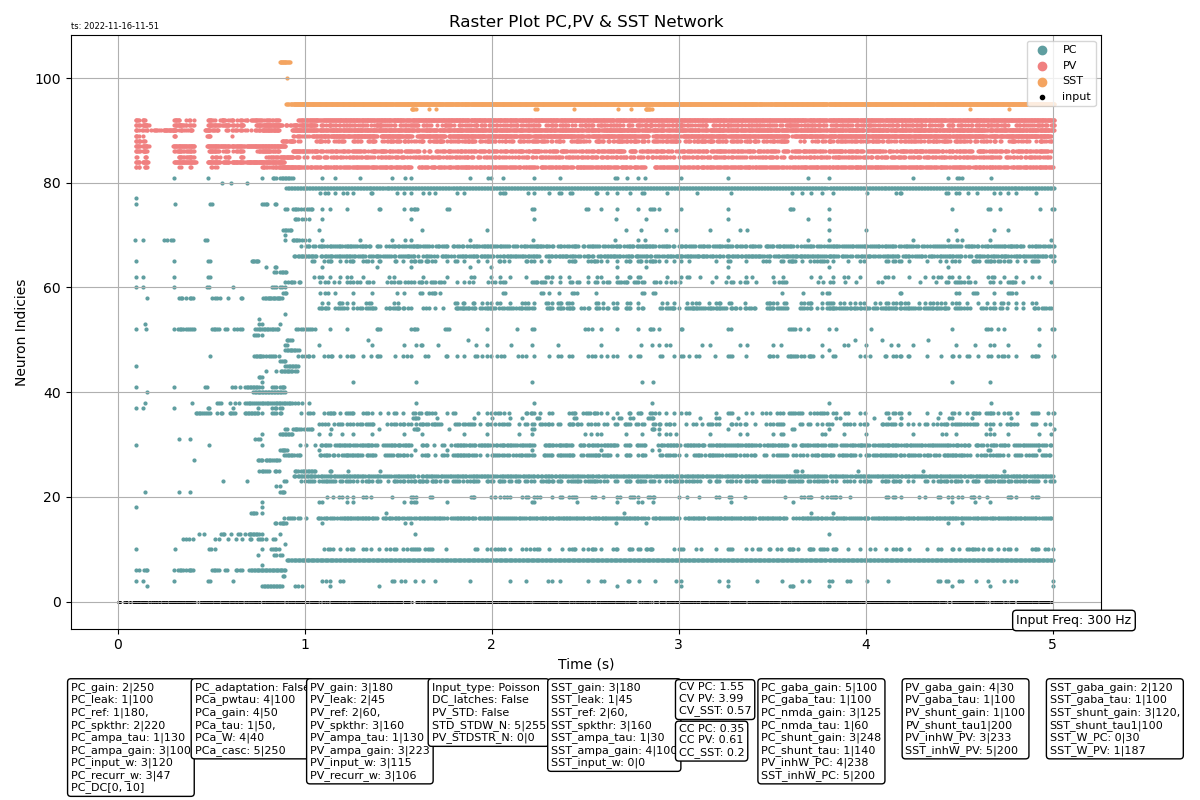 ts: 2022-11-16-11-51
Raster Plot PC,PV & SST Network
PC
PV
SST
input
100
80
60
40
20
0
Neuron Indicies
0
1
2
3
4
5
Time (s)
Input Freq: 300 Hz
PC_gain: 2|250
PC_leak: 1|100
PC_ref: 1|180,
PC_spkthr: 2|220
PC_ampa_tau: 1|130
PC_ampa_gain: 3|100
PC_input_w: 3|120
PC_recurr_w: 3|47
PC_DC[0, 10]
PC_adaptation: False
PCa_pwtau: 4|100
PCa_gain: 4|50
PCa_tau: 1|50,
PCa_W: 4|40
PCa_casc: 5|250
PV_gain: 3|180
PV_leak: 2|45
PV_ref: 2|60,
PV_spkthr: 3|160
PV_ampa_tau: 1|130
PV_ampa_gain: 3|223
PV_input_w: 3|115
PV_recurr_w: 3|106
Input_type: Poisson
DC_latches: False
PV_STD: False
STD_STDW_N: 5|255
PV_STDSTR_N: 0|0
SST_gain: 3|180
SST_leak: 1|45
SST_ref: 2|60,
SST_spkthr: 3|160
SST_ampa_tau: 1|30
SST_ampa_gain: 4|100
SST_input_w: 0|0
CV PC: 1.55
CV PV: 3.99
CV_SST: 0.57
CC PC: 0.35
CC PV: 0.61
CC_SST: 0.2
PC_gaba_gain: 5|100
PC_gaba_tau: 1|100
PC_nmda_gain: 3|125
PC_nmda_tau: 1|60
PC_shunt_gain: 3|248
PC_shunt_tau: 1|140
PV_inhW_PC: 4|238
SST_inhW_PC: 5|200
PV_gaba_gain: 4|30
PV_gaba_tau: 1|100
PV_shunt_gain: 1|100
PV_shunt_tau1|200
PV_inhW_PV: 3|233
SST_inhW_PV: 5|200
SST_gaba_gain: 2|120
SST_gaba_tau: 1|100
SST_shunt_gain: 3|120,
SST_shunt_tau: 1|100
SST_W_PC: 0|30
SST_W_PV: 1|187